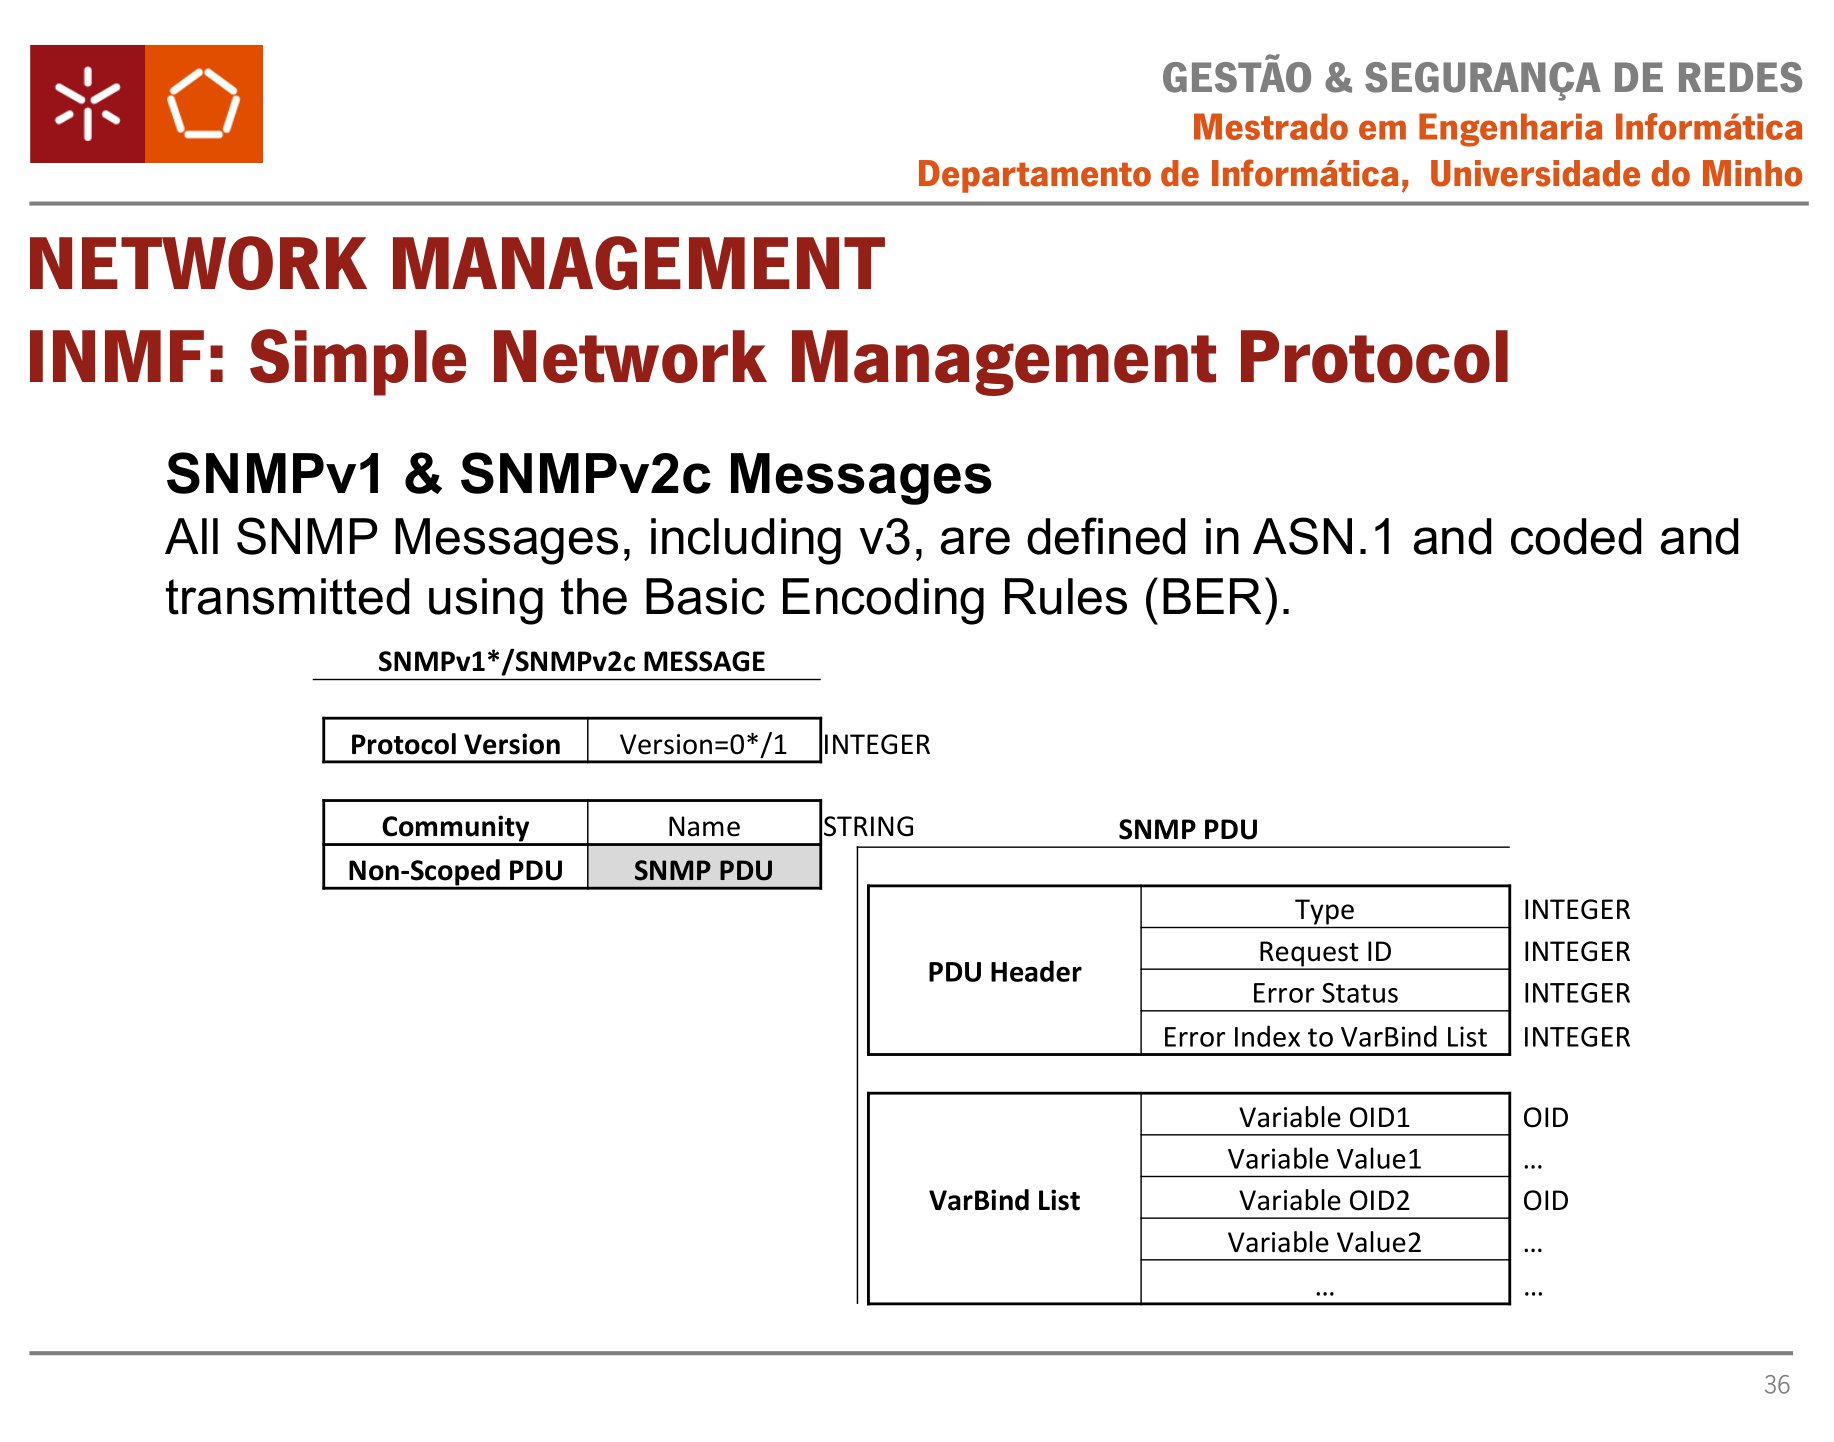 GESTÃO & SEGURANÇA DE REDES
Mestrado em Engenharia Informática
Departamento de Informática, Universidade do Minho
NETWORK MANAGEMENT
INMF: Simple Network Management Protocol
SNMPv1 & SNMPv2c Messages
All SNMP Messages, including v3, are defined in ASN.1 and coded and
transmitted using the Basic Encoding Rules (BER).
SNMPv1*/SNMPv2c MESSAGE
Protocol Version Version=0*/1 INTEGER
Community Name STRING
Non-Scoped PDU SNMP PDU
SNMP PDU
PDU Header
Type INTEGER
Request ID INTEGER
Error Status INTEGER
Error Index to VarBind List INTEGER
VarBind List
Variable OID1 OID
Variable Value1 ...
Variable OID2 OID
Variable Value2 ...
... ...
36